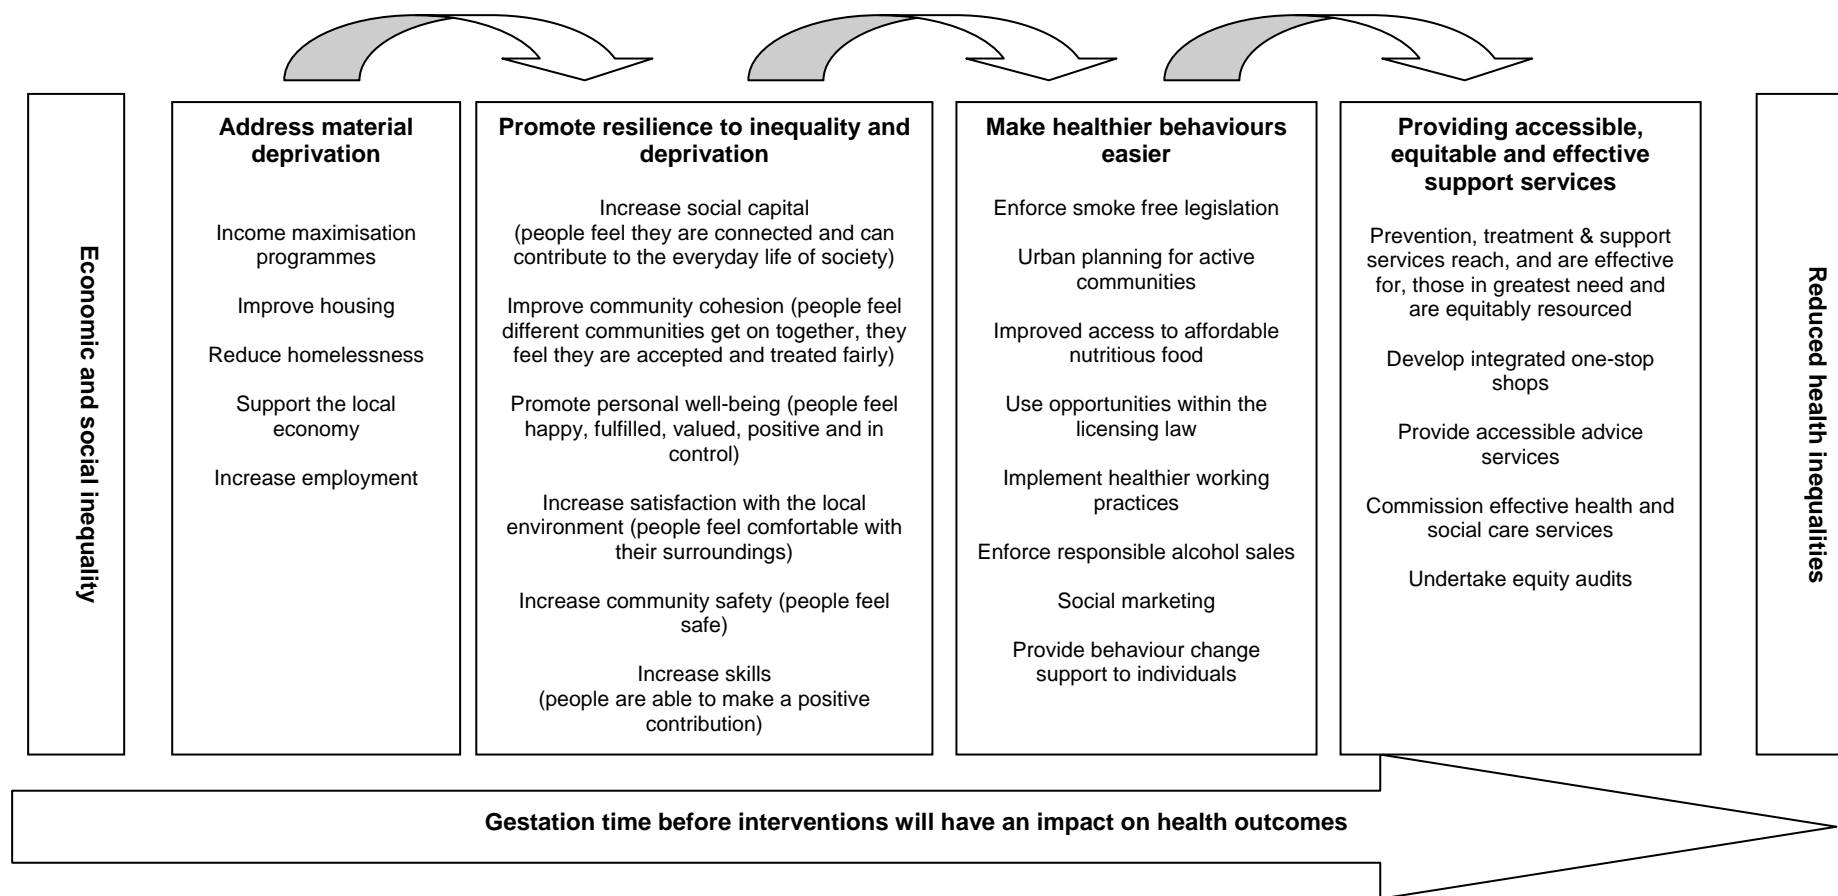 Economic and social inequality
Address material
deprivation
Income maximisation
programmes
Improve housing
Reduce homelessness
Support the local
economy
Increase employment
Promote resilience to inequality and
deprivation
Increase social capital
(people feel they are connected and can
contribute to the everyday life of society)
Improve community cohesion (people feel
different communities get on together, they
feel they are accepted and treated fairly)
Promote personal well-being (people feel
happy, fulfilled, valued, positive and in
control)
Increase satisfaction with the local
environment (people feel comfortable with
their surroundings)
Increase community safety (people feel
safe)
Increase skills
(people are able to make a positive
contribution)
Make healthier behaviours
easier
Enforce smoke free legislation
Urban planning for active
communities
Improved access to affordable
nutritious food
Use opportunities within the
licensing law
Implement healthier working
practices
Enforce responsible alcohol sales
Social marketing
Provide behaviour change
support to individuals
Providing accessible,
equitable and effective
support services
Prevention, treatment & support
services reach, and are effective
for, those in greatest need and
are equitably resourced
Develop integrated one-stop
shops
Provide accessible advice
services
Commission effective health and
social care services
Undertake equity audits
Reduced health inequalities
Gestation time before interventions will have an impact on health outcomes